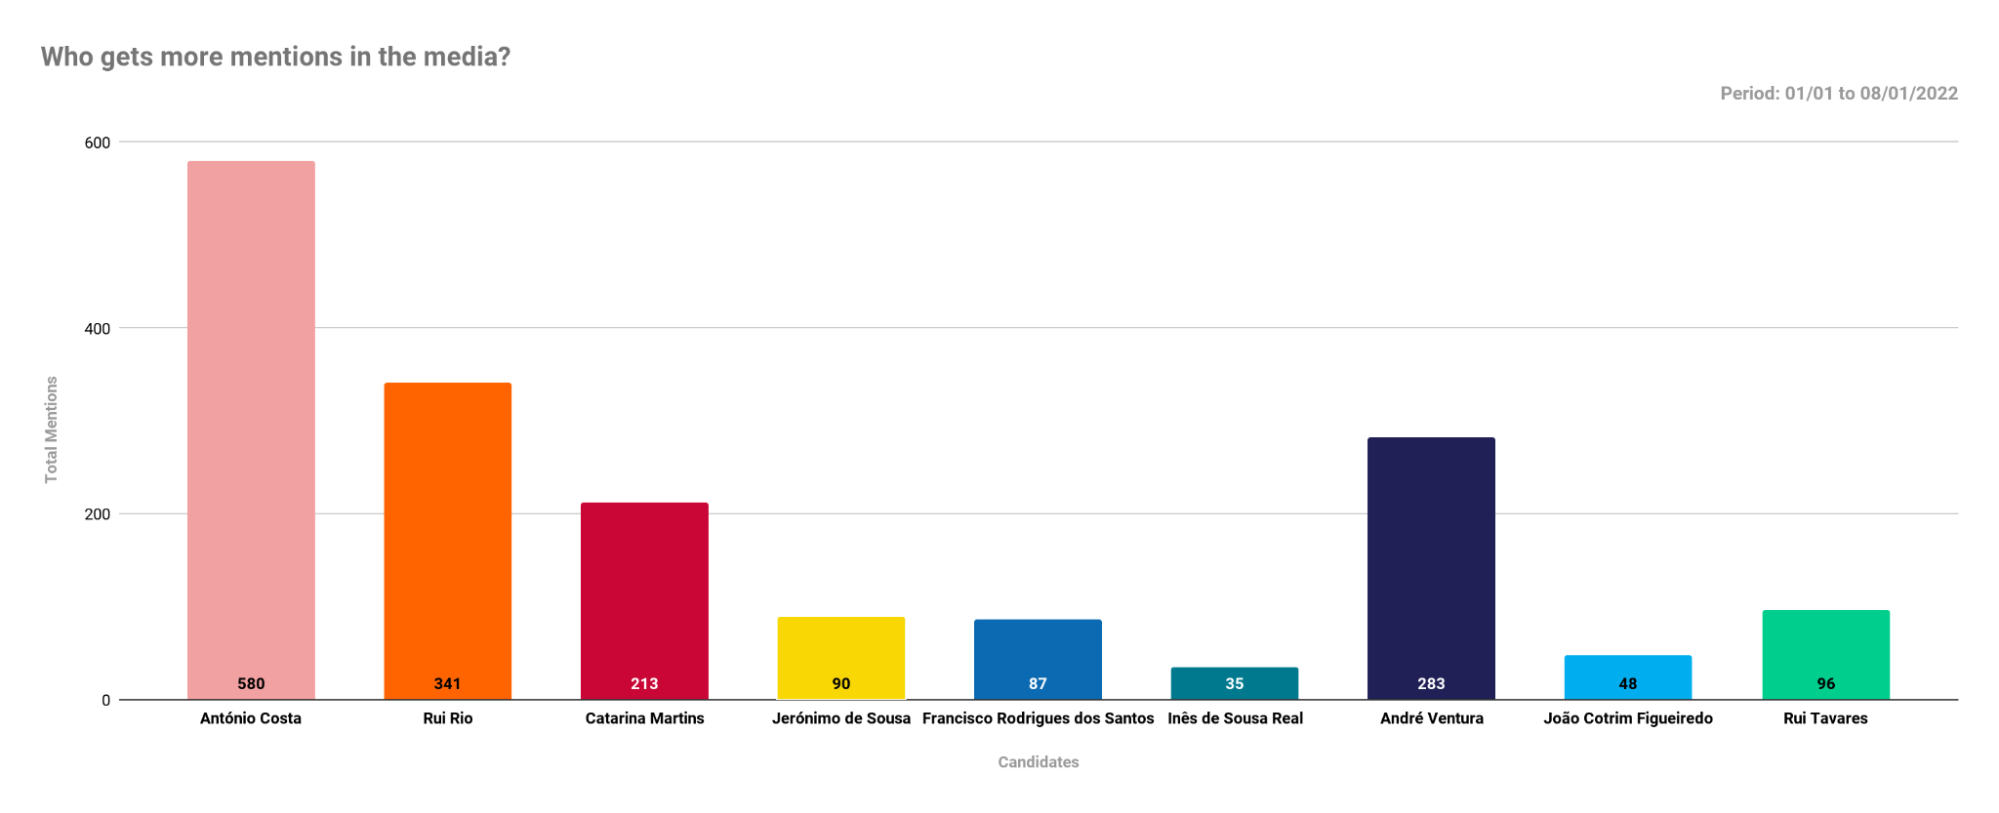 Who gets more mentions in the media?
Period: 01/01 to 08/01/2022
600
400
200
0
Total Mentions
580
341
213
90
87
35
283
48
96
António Costa
Rui Rio
Catarina Martins
Jerónimo de Sousa
Francisco Rodrigues dos Santos
Inês de Sousa Real
André Ventura
João Cotrim Figueiredo
Rui Tavares
Candidates